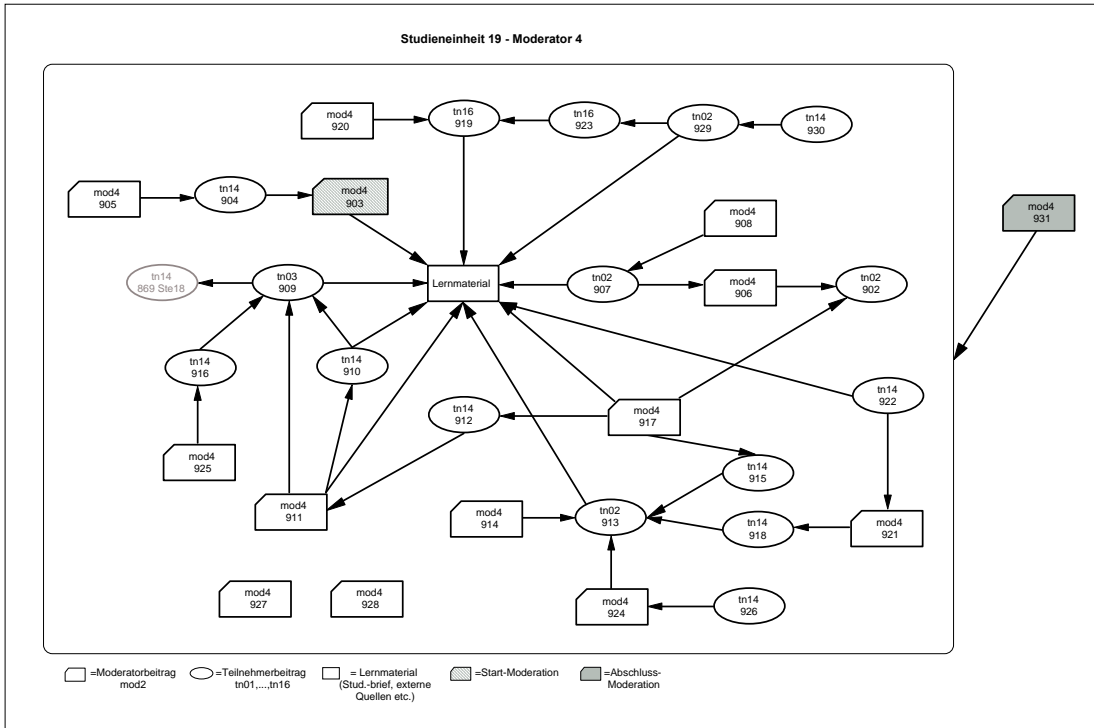 Studieneinheit 19 - Moderator 4
mod4
920
tn16
919
tn16
923
tn02
929
tn14
930
mod4
905
tn14
904
mod4
903
mod4
908
mod4
931
tn14
869 Ste18
tn03
909
Lernmaterial
tn02
907
mod4
906
tn02
902
tn14
916
tn14
910
tn14
912
mod4
917
tn14
922
mod4
925
tn14
915
mod4
911
mod4
914
tn02
913
tn14
918
mod4
921
mod4
927
mod4
928
mod4
924
tn14
926
=Moderatorbeitrag
mod2
=Teilnehmerbeitrag
tn01,...,tn16
= Lernmaterial
(Stud.-brief, externe
Quellen etc.)
=Start-Moderation
=Abschluss-
Moderation